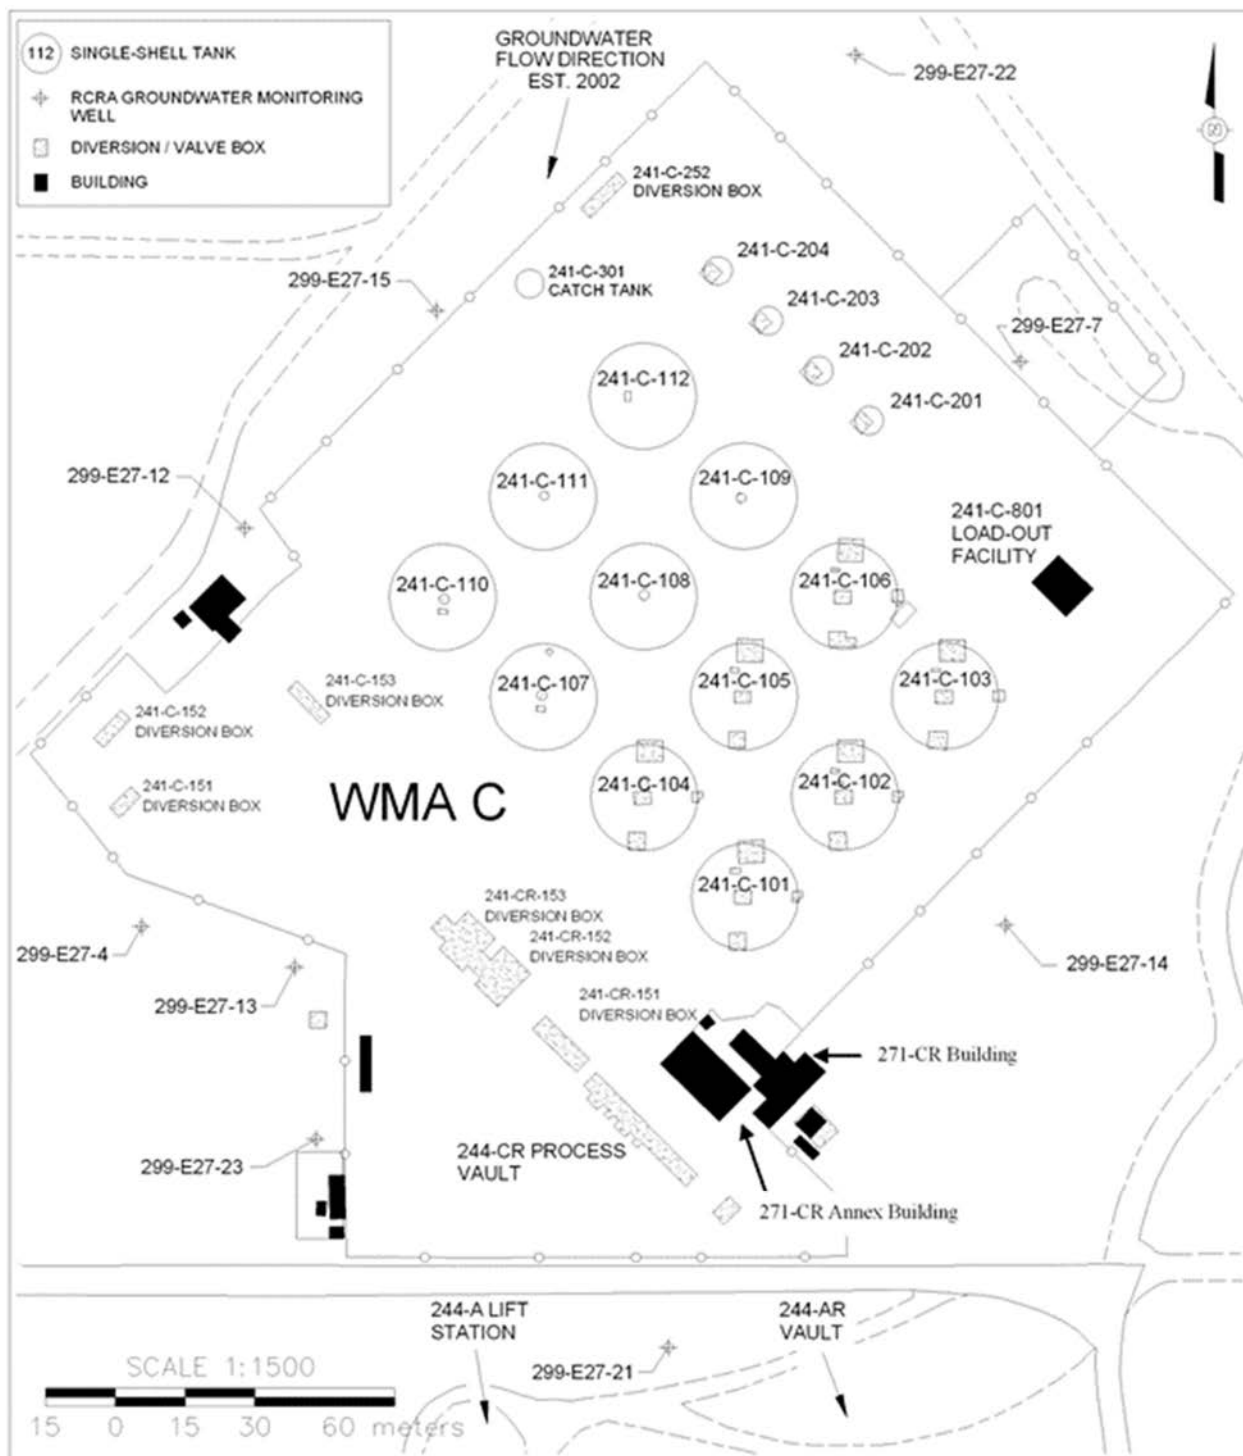 112 SINGLE-SHELL TANK
RCRA GROUNDWATER MONITORING
WELL
DIVERSION / VALVE BOX
BUILDING
GROUNDWATER
FLOW DIRECTION
EST. 2002
299-E27-22
241-C-252
DIVERSION BOX
241-C-204
299-E27-15
241-C-301
CATCH TANK
241-C-203
299-E27-7
241-C-202
241-C-112
241-C-201
299-E27-12
241-C-111
241-C-109
241-C-801
LOAD-OUT
FACILITY
241-C-110
241-C-108
241-C-106
241-C-153
DIVERSION BOX
241-C-107
241-C-105
241-C-103
241-C-152
DIVERSION BOX
241-C-151
DIVERSION BOX
WMA C
241-C-104
241-C-102
241-C-101
241-CR-153
DIVERSION BOX
241-CR-152
DIVERSION BOX
299-E27-4
299-E27-14
299-E27-13
241-CR-151
DIVERSION BOX
271-CR Building
244-CR PROCESS
VAULT
299-E27-23
271-CR Annex Building
244-A LIFT
STATION
244-AR
VAULT
299-E27-21
SCALE 1:1500
15 0 15 30 60 meters